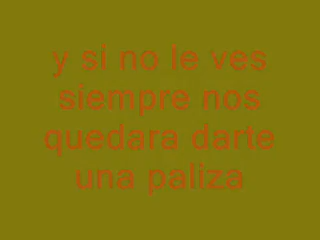 y si no le ves
siempre nos
quedara darte
una paliza